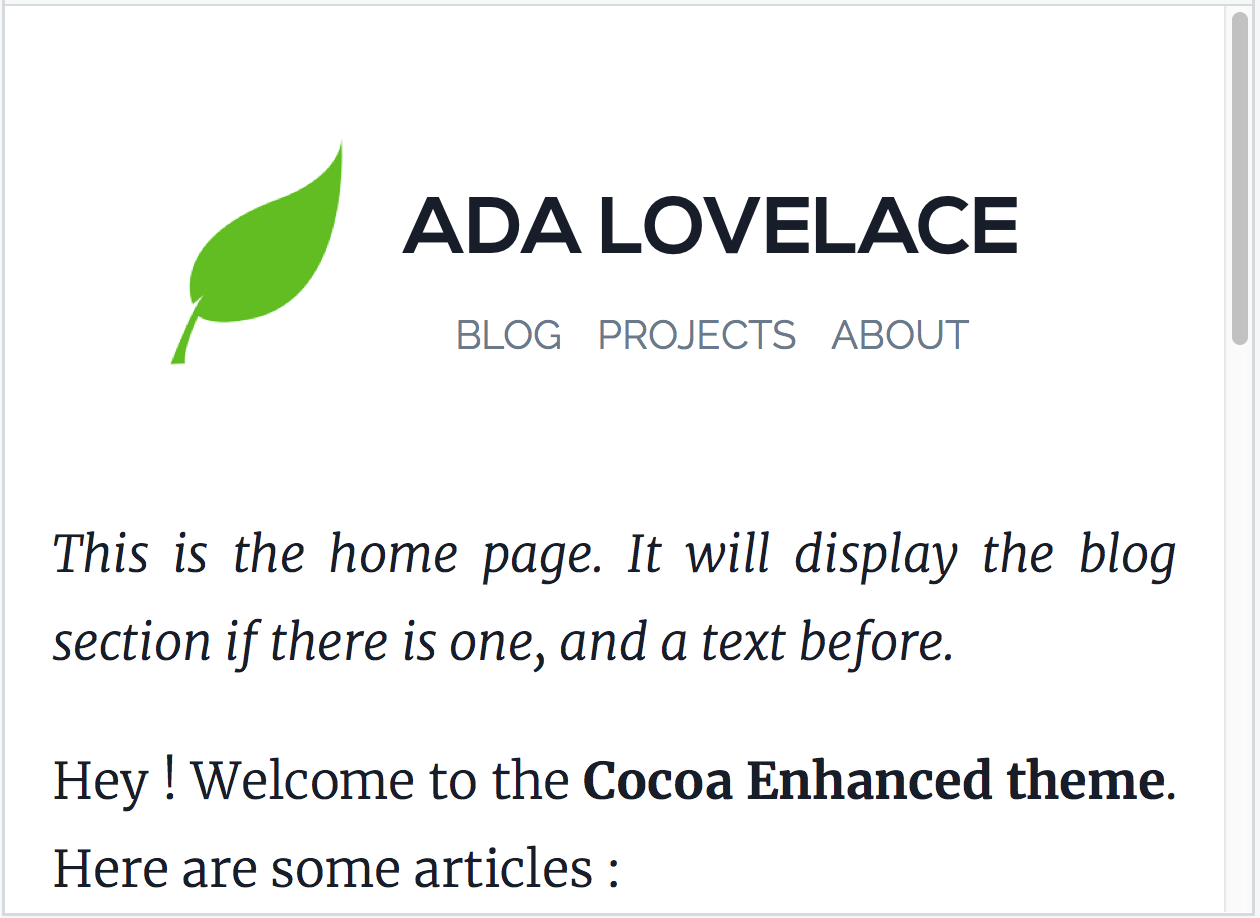 ADA LOVELACE
BLOG PROJECTS ABOUT
This is the home page. It will display the blog
section if there is one, and a text before.
Hey ! Welcome to the Cocoa Enhanced theme.
Here are some articles :